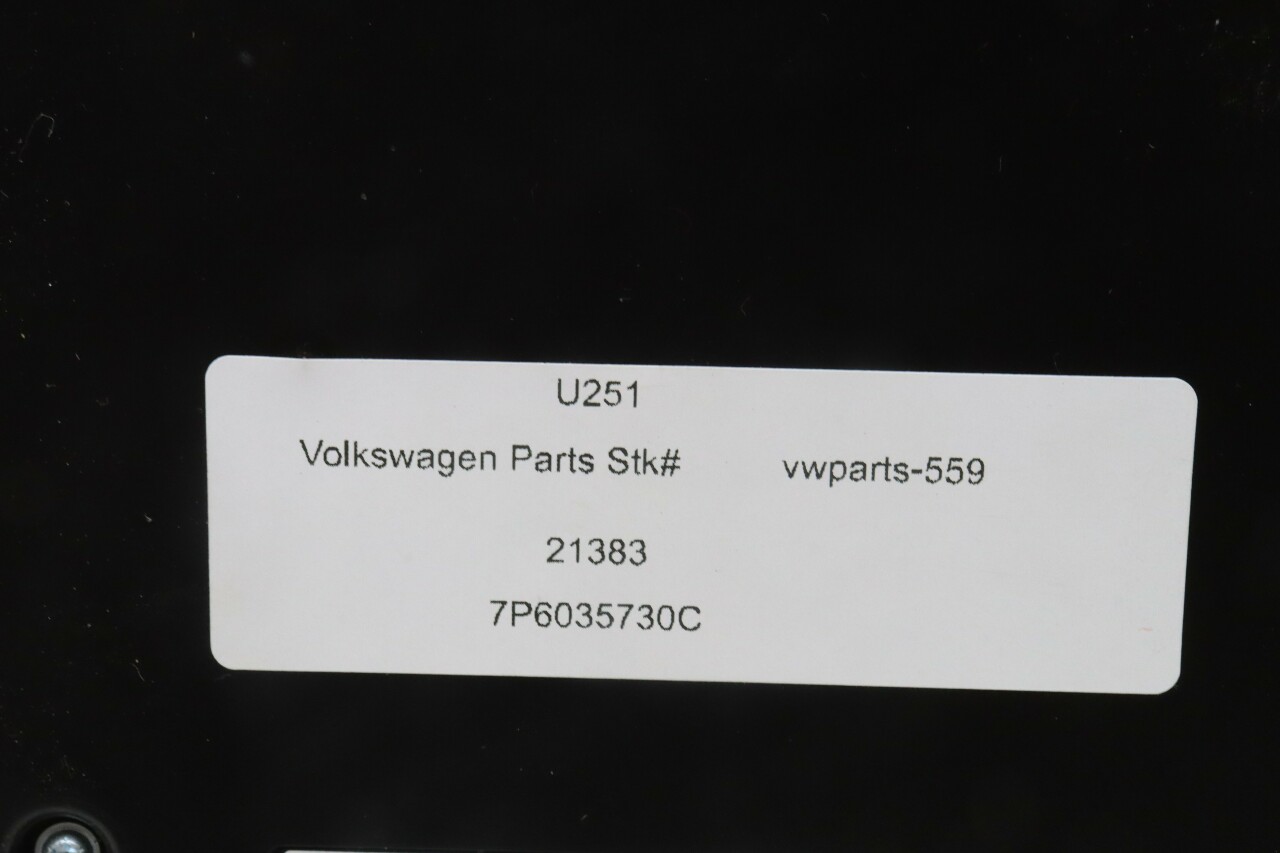 U251
Volkswagen Parts Stk# vwparts-559
21383
7P6035730C